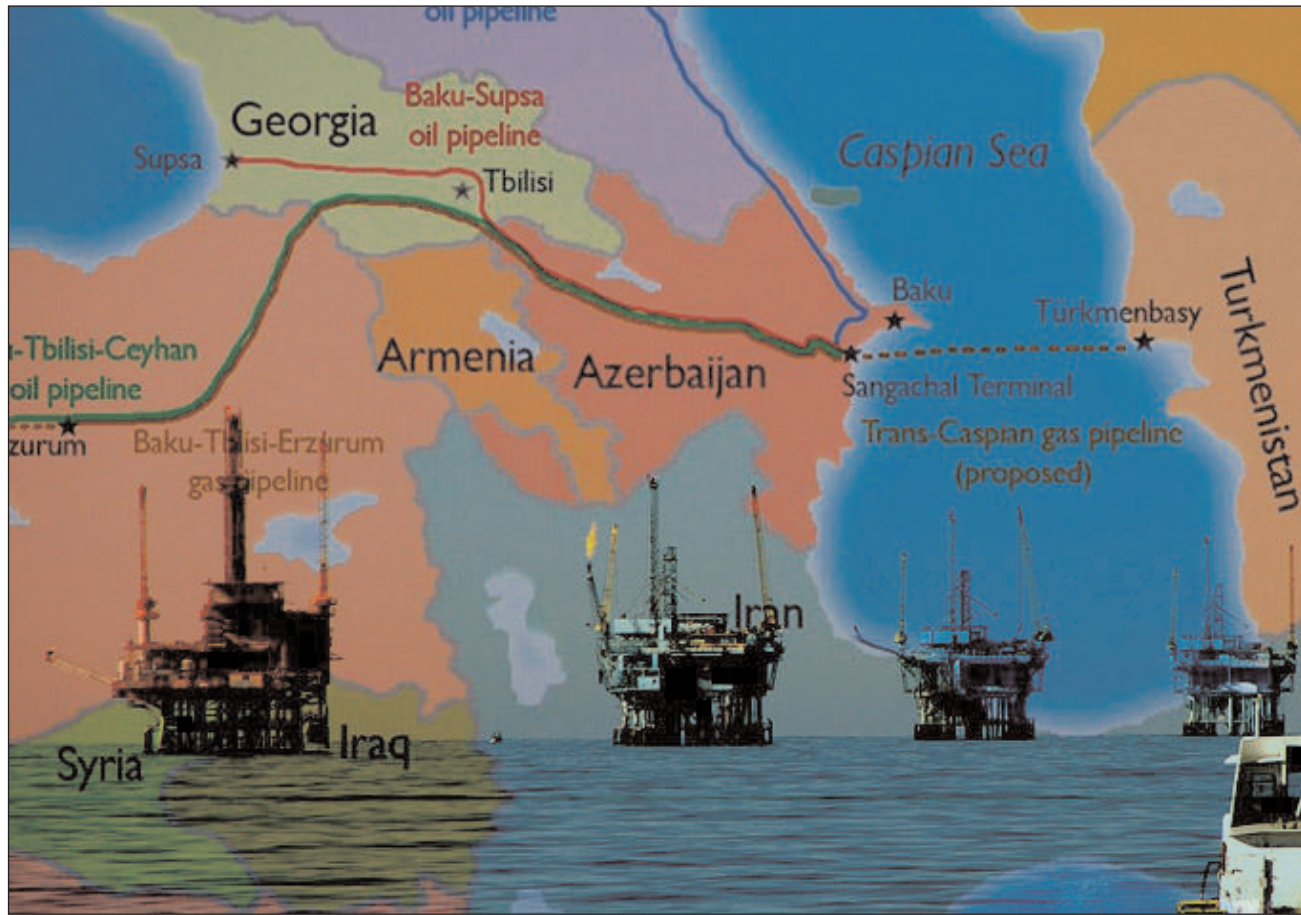 oil pipeline
Baku-Supsa
oil pipeline
Georgia
Supsa
Tbilisi
Caspian Sea
Turkmenistan
Baku
Türkmenbasy
-Tbilisi-Ceyhan
oil pipeline
Armenia
Azerbaijan
Sangachal Terminal
zurum
Baku-Tbilisi-Erzurum
gas pipeline
Trans-Caspian gas pipeline
(proposed)
Iran
Iraq
Syria